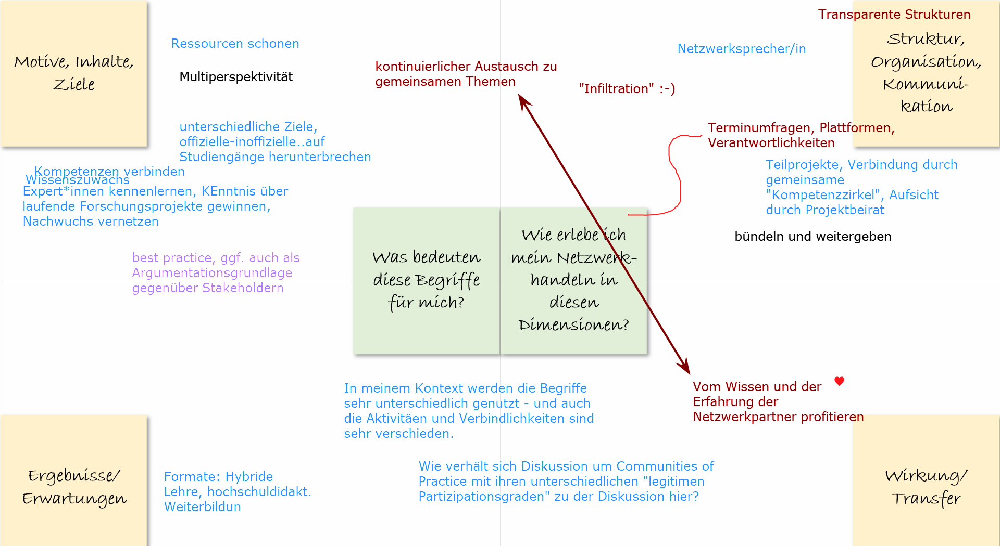 Motive, Inhalte,
Ziele
Ressourcen schonen
Multiperspektivität
unterschiedliche Ziele,
offizielle-inoffizielle..auf
Studiengänge herunterbrechen
Kompetenzen verbinden
Wissenszuwachs
Expert*innen kennenlernen, KEnntnis über
laufende Forschungsprojekte gewinnen,
Nachwuchs vernetzen
best practice, ggf. auch als
Argumentationsgrundlage
gegenüber Stakeholdern
kontinuierlicher Austausch zu
gemeinsamen Themen
"Infiltration" :-)
Netzwerksprecher/in
Transparente Strukturen
Struktur,
Organisation,
Kommuni-
kation
Terminumfragen, Plattformen,
Verantwortlichkeiten
Teilprojekte, Verbindung durch
gemeinsame
"Kompetenzzirkel", Aufsicht
durch Projektbeirat
bündeln und weitergeben
Was bedeuten
diese Begriffe
für mich?
Wie erlebe ich
mein Netzwerk-
handeln in
diesen
Dimensionen?
In meinem Kontext werden die Begriffe
sehr unterschiedlich genutzt - und auch
die Aktivitäen und Verbindlichkeiten sind
sehr verschieden.
Vom Wissen und der
Erfahrung der
Netzwerkpartner profitieren
Ergebnisse/
Erwartungen
Formate: Hybride
Lehre, hochschuldidakt.
Weiterbildun
Wie verhält sich Diskussion um Communities of
Practice mit ihren unterschiedlichen "legitimen
Partizipationsgraden" zu der Diskussion hier?
Wirkung/
Transfer